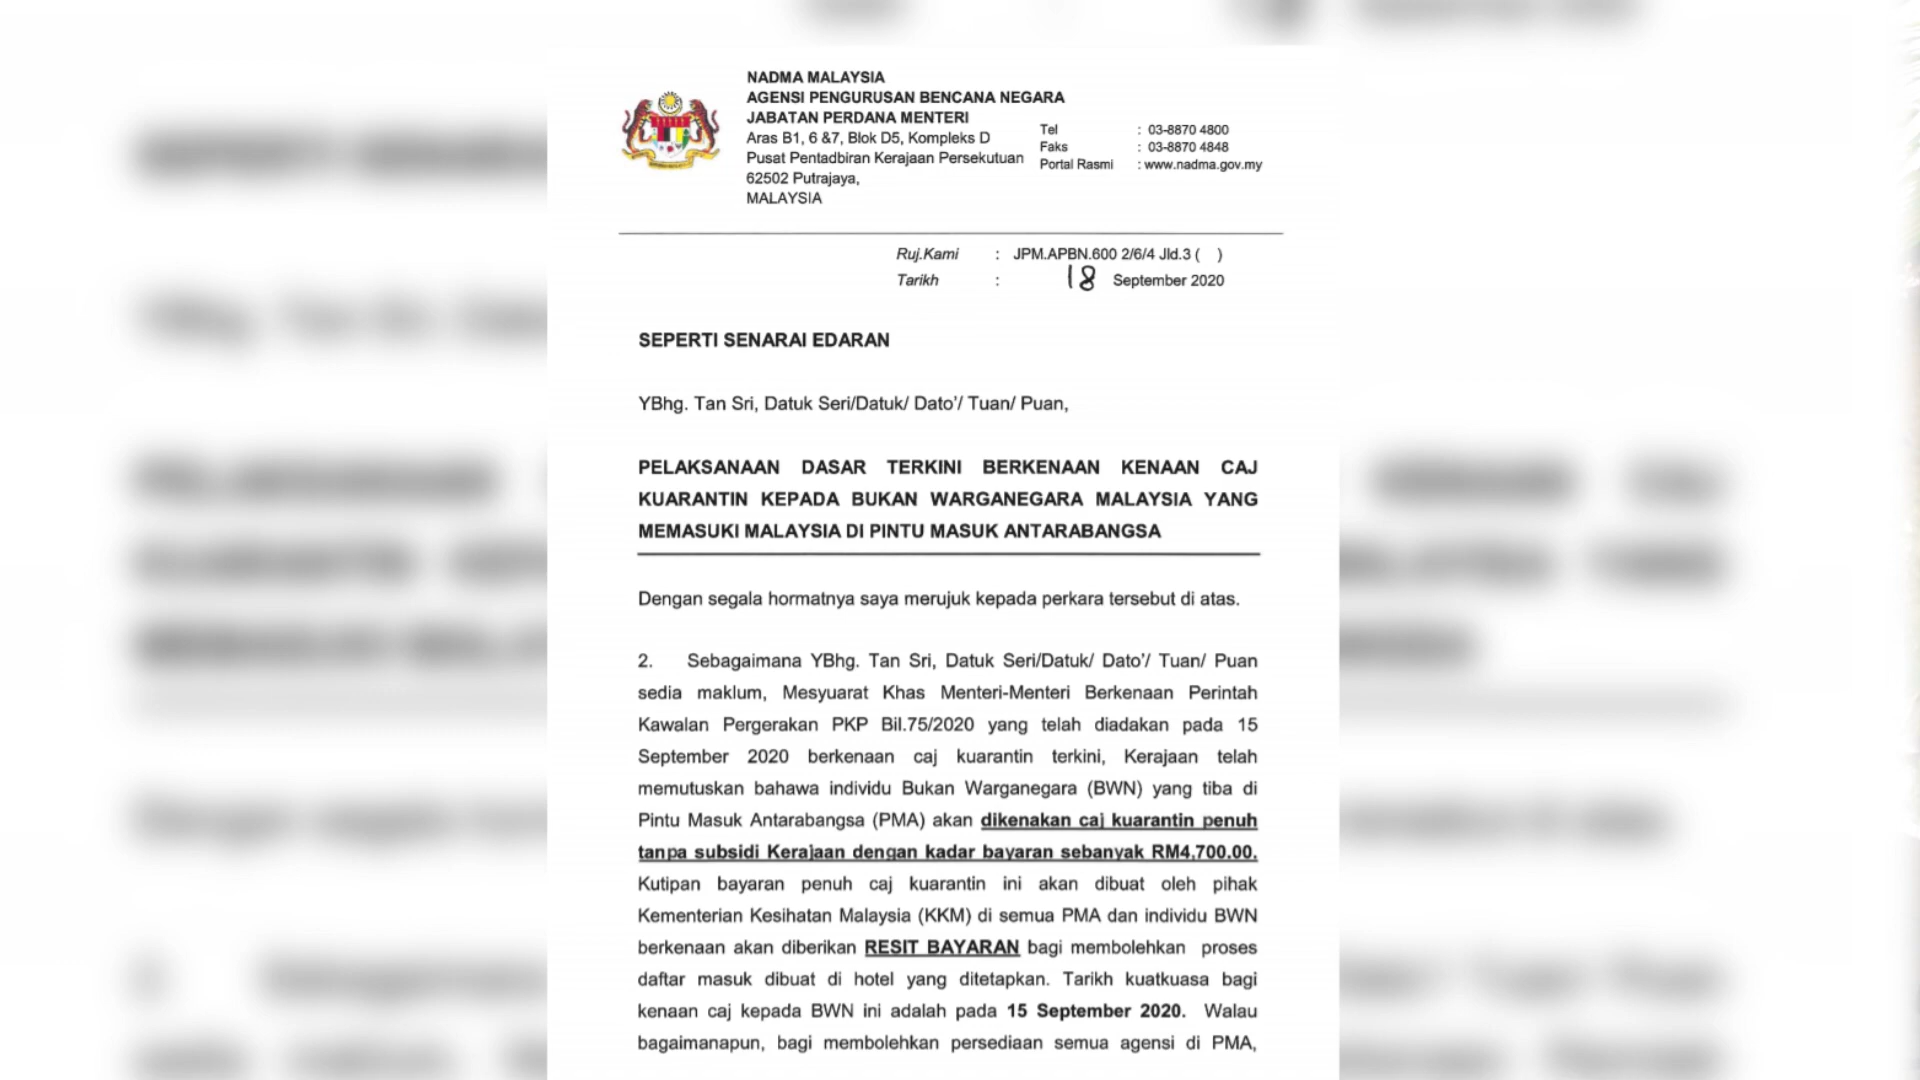 NADMA MALAYSIA
AGENSI PENGURUSAN BENCANA NEGARA
JABATAN PERDANA MENTERI
Aras B1, 6 &7, Blok D5, Kompleks D
Pusat Pentadbiran Kerajaan Persekutuan
62502 Putrajaya,
MALAYSIA
Tel : 03-8870 4800
Faks : 03-8870 4848
Portal Rasmi : www.nadma.gov.my
Ruj.Kami : JPM.APBN.600 2/6/4 Jld.3 ( )
Tarikh : 18 September 2020
SEPERTI SENARAI EDARAN
YBhg. Tan Sri, Datuk Seri/Datuk/ Dato’/ Tuan/ Puan,
PELAKSANAAN DASAR TERKINI BERKENAAN KENAAN CAJ
KUARANTIN KEPADA BUKAN WARGANEGARA MALAYSIA YANG
MEMASUKI MALAYSIA DI PINTU MASUK ANTARABANGSA
Dengan segala hormatnya saya merujuk kepada perkara tersebut di atas.
2. Sebagaimana YBhg. Tan Sri, Datuk Seri/Datuk/ Dato’/ Tuan/ Puan
sedia maklum, Mesyuarat Khas Menteri-Menteri Berkenaan Perintah
Kawalan Pergerakan PKP Bil.75/2020 yang telah diadakan pada 15
September 2020 berkenaan caj kuarantin terkini, Kerajaan telah
memutuskan bahawa individu Bukan Warganegara (BWN) yang tiba di
Pintu Masuk Antarabangsa (PMA) akan dikenakan caj kuarantin penuh
tanpa subsidi Kerajaan dengan kadar bayaran sebanyak RM4,700.00.
Kutipan bayaran penuh caj kuarantin ini akan dibuat oleh pihak
Kementerian Kesihatan Malaysia (KKM) di semua PMA dan individu BWN
berkenaan akan diberikan RESIT BAYARAN bagi membolehkan proses
daftar masuk dibuat di hotel yang ditetapkan. Tarikh kuatkuasa bagi
kenaan caj kepada BWN ini adalah pada 15 September 2020. Walau
bagaimanapun, bagi membolehkan persediaan semua agensi di PMA,